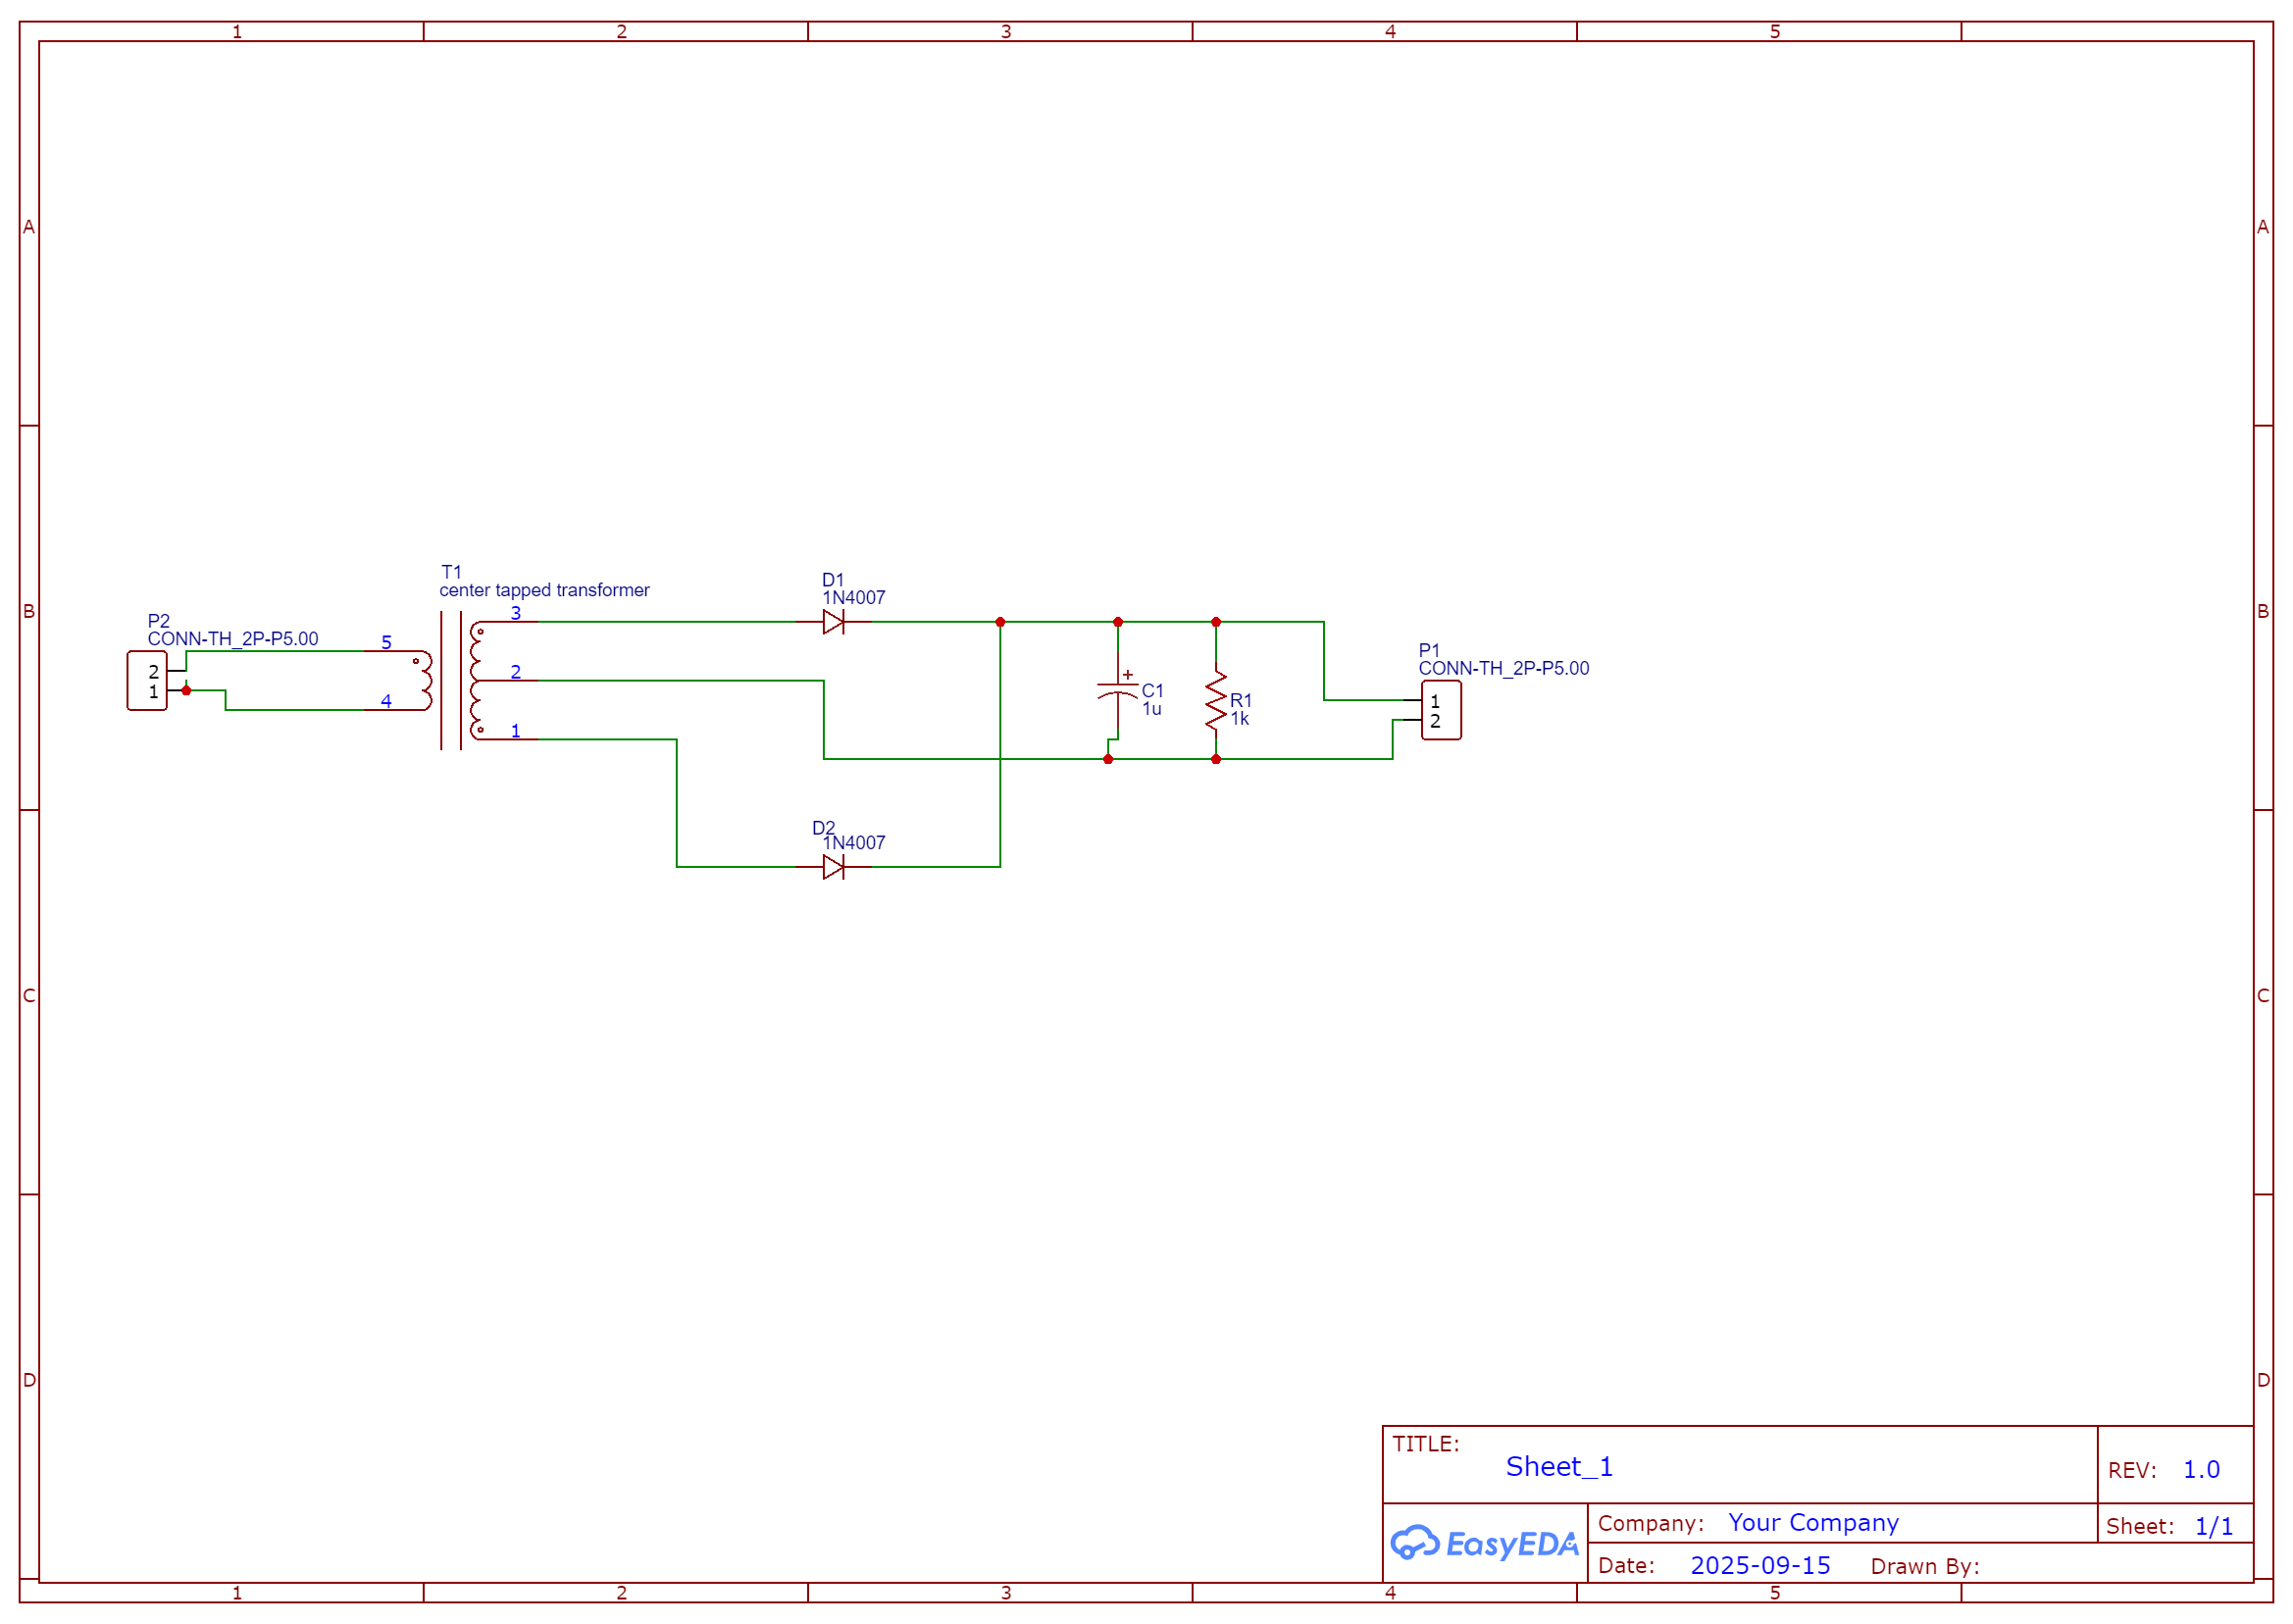 1 2 3 4 5
A A
T1
center tapped transformer
D1
1N4007
3
B B
P2
CONN-TH_2P-P5.00
5
2
1
2
4
1
+
C1
1u
R1
1k
P1
CONN-TH_2P-P5.00
1
2
D2
1N4007
C C
D D
TITLE:
Sheet_1
REV: 1.0
EasyEDA
Company: Your Company
Sheet: 1/1
Date: 2025-09-15 Drawn By:
1 2 3 4 5